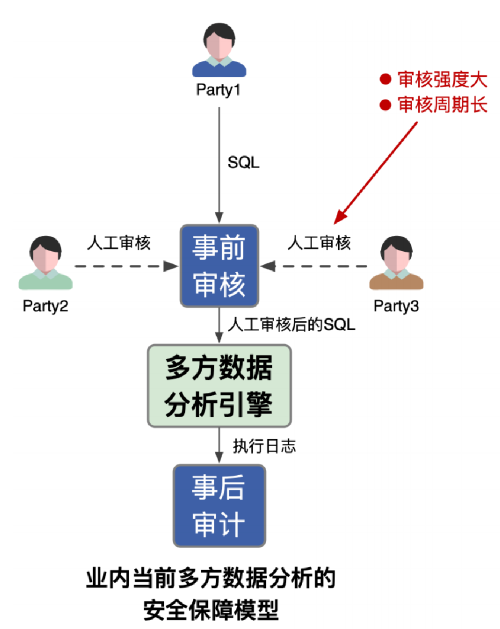 Party1
● 审核强度大
● 审核周期长
SQL
人工审核
事前
审核
人工审核
Party2
Party3
人工审核后的SQL
多方数据
分析引擎
执行日志
事后
审计
业内当前多方数据分析的
安全保障模型